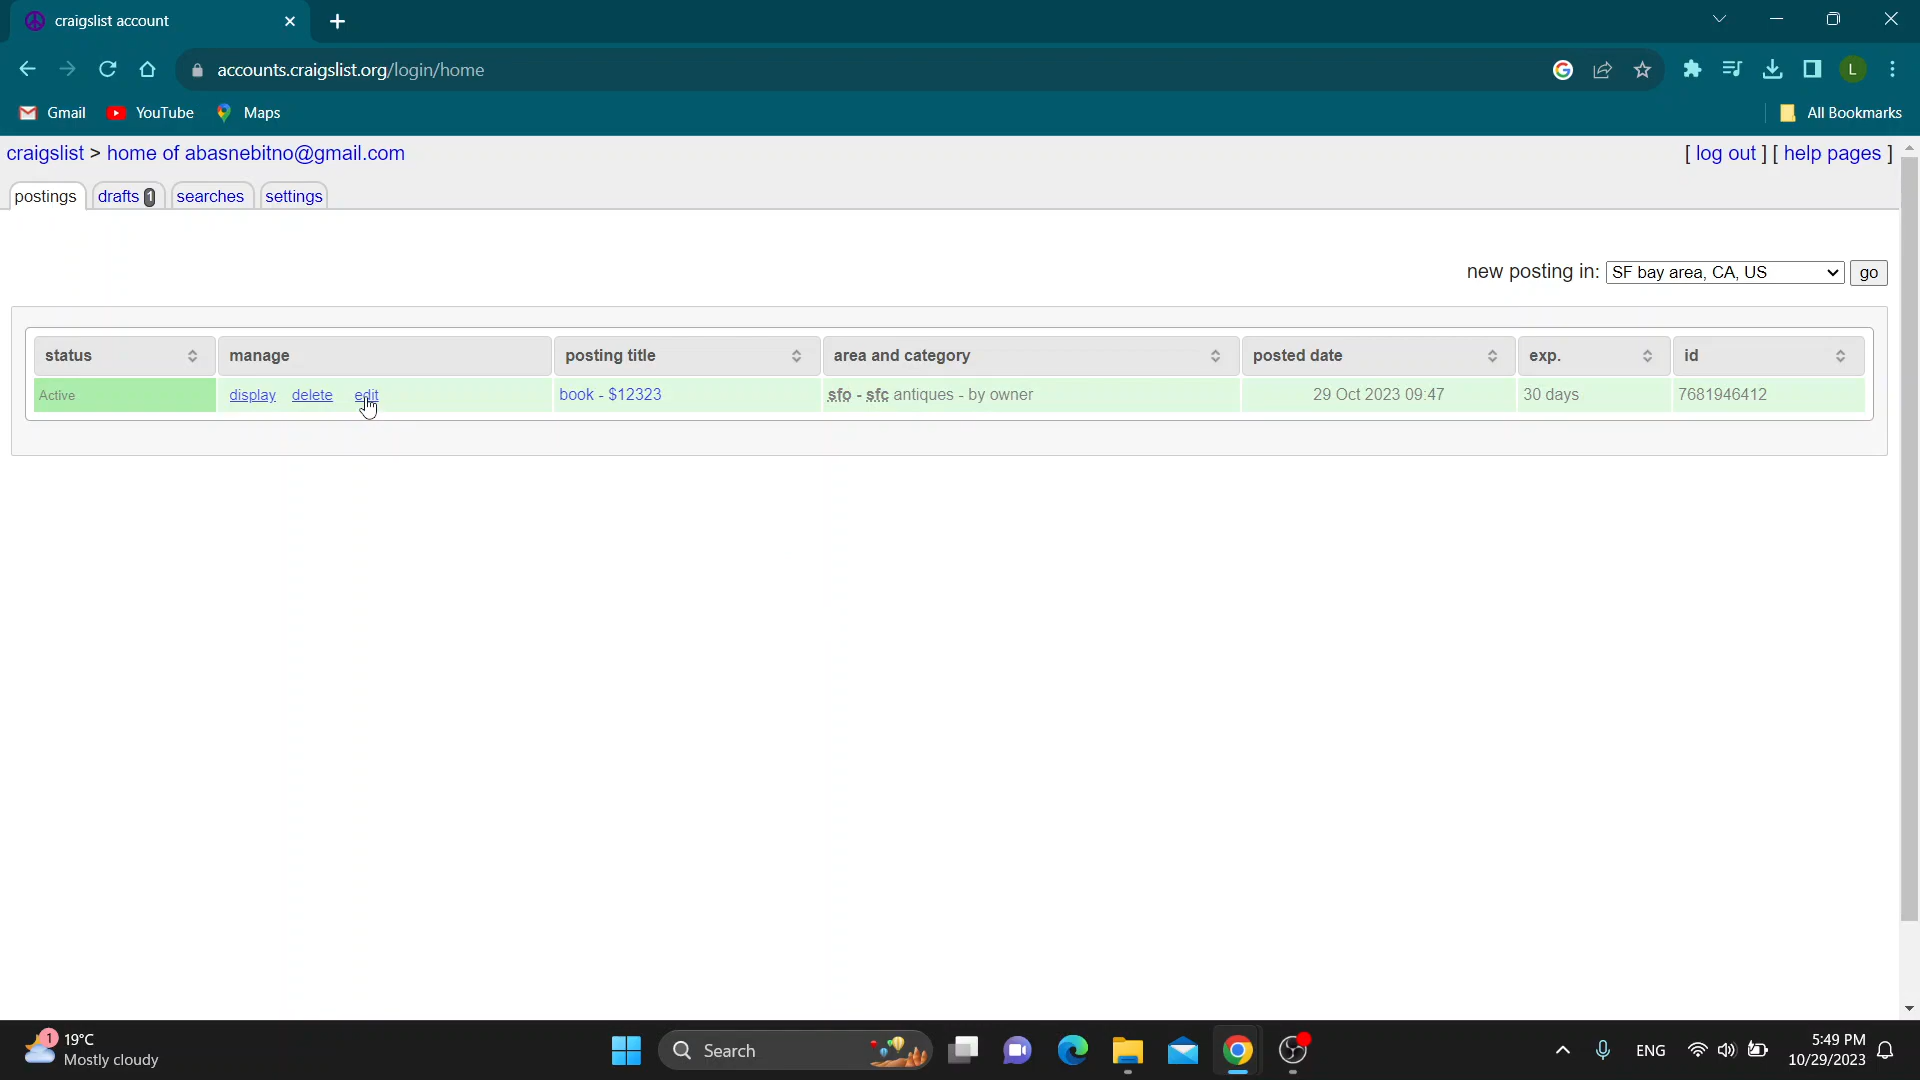 craigslist account
accounts.craigslist.org/login/home
L
Gmail YouTube Maps All Bookmarks
craigslist > home of abasnebitno@gmail.com [ log out ] [ help pages ]
postings drafts 1 searches settings
new posting in: SF bay area, CA, US go
status manage posting title area and category posted date exp. id
Active display delete edit book - $12323 sfo - sfc antiques - by owner 29 Oct 2023 09:47 30 days 7681946412
1 19°C
Mostly cloudy
Search
ENG
5:49 PM
10/29/2023